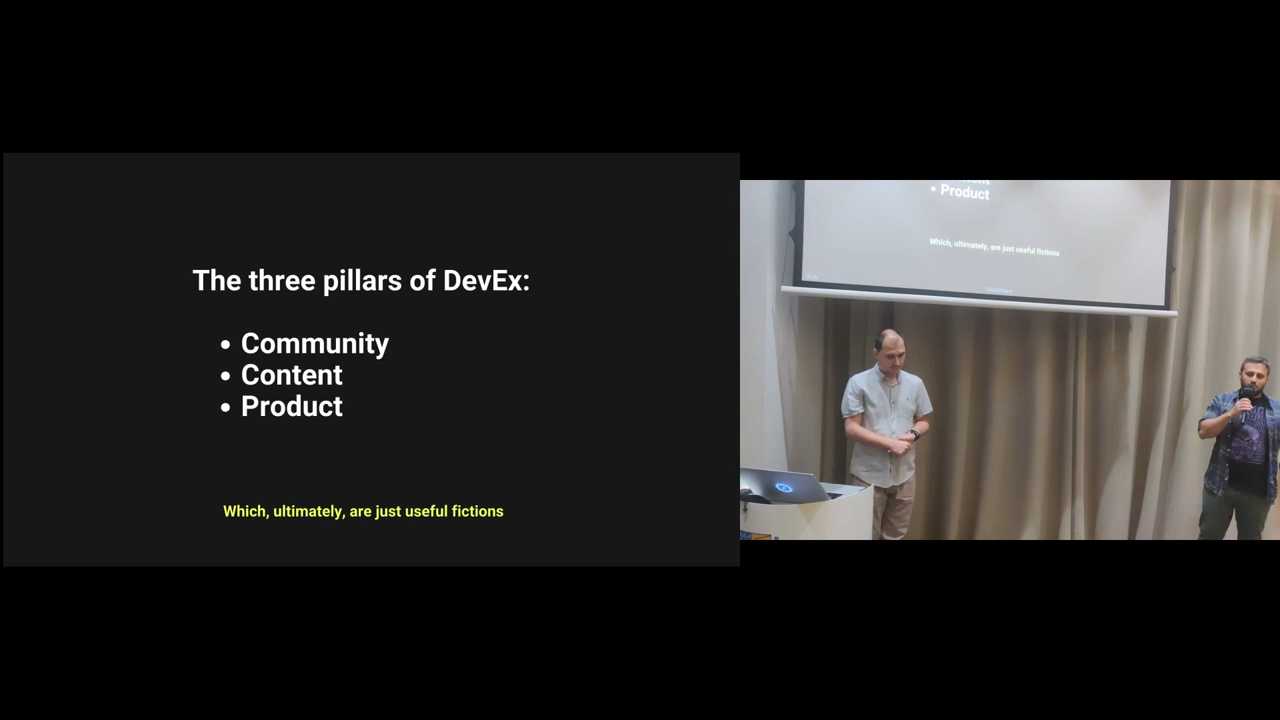 The three pillars of DevEx:
• Community
• Content
• Product
Which, ultimately, are just useful fictions
• Product
Which, ultimately, are just useful fictions